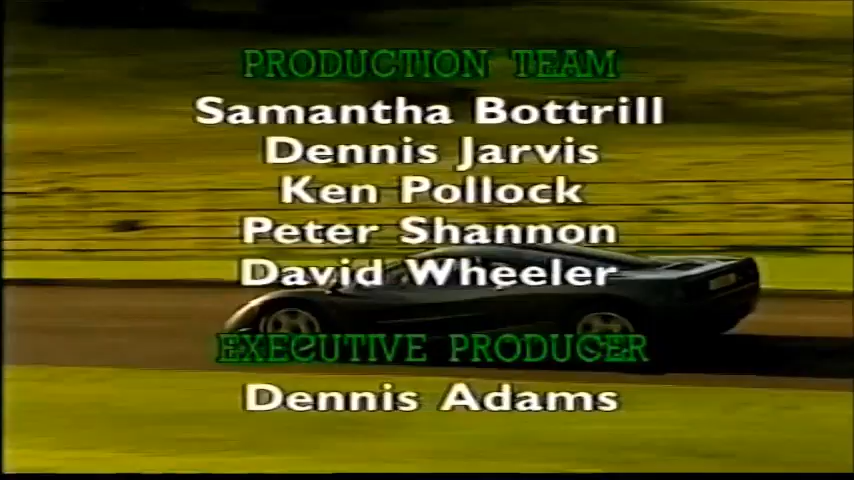 PRODUCTION TEAM
Samantha Bottrill
Dennis Jarvis
Ken Pollock
Peter Shannon
David Wheeler
EXECUTIVE PRODUCER
Dennis Adams